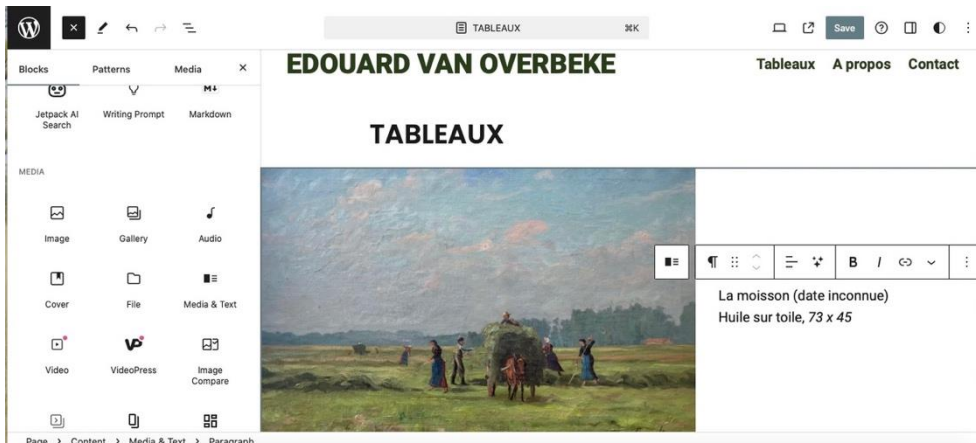 TABLEAUX ⌘K
Save
Blocks Patterns Media ×
Jetpack AI Search
Writing Prompt
M↓ Markdown
MEDIA
Image
Gallery
Audio
Cover
File
Media & Text
Video
VideoPress
Image Compare
EDOUARD VAN OVERBEKE
Tableaux A propos Contact
TABLEAUX
B I
La moisson (date inconnue)
Huile sur toile, 73 x 45
Page > Content > Media & Text > Paragraph